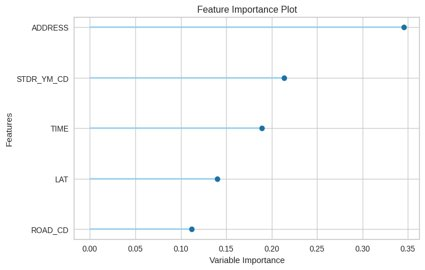 Feature Importance Plot
ADDRESS
STDR_YM_CD
TIME
LAT
ROAD_CD
Features
0.00 0.05 0.10 0.15 0.20 0.25 0.30 0.35
Variable Importance